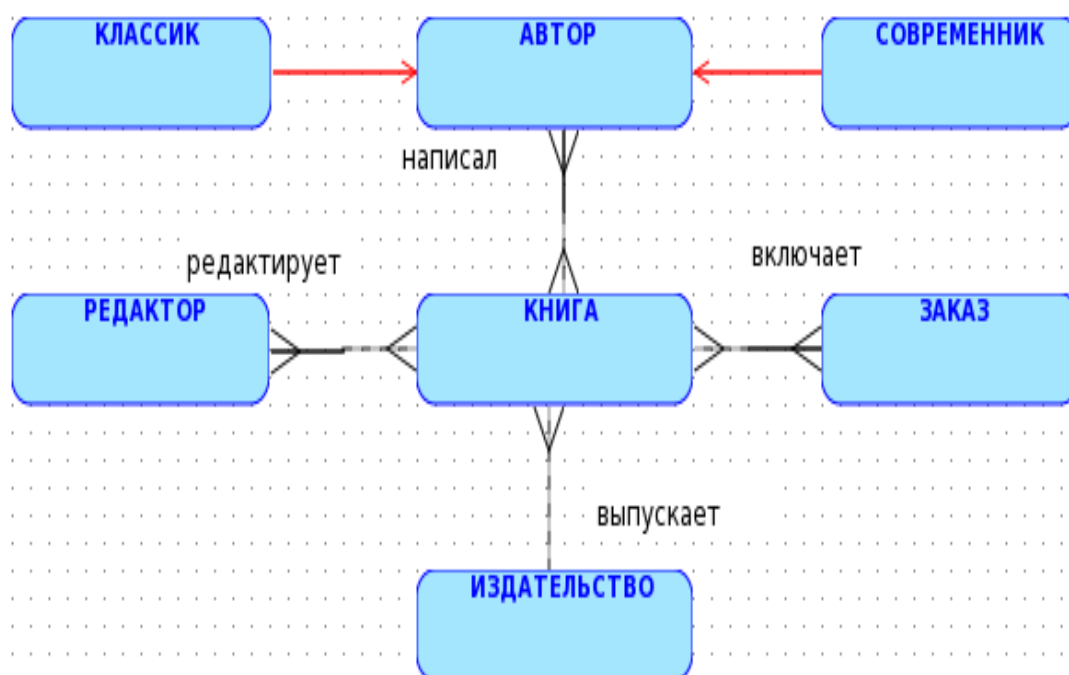 КЛАССИК
АВТОР
СОВРЕМЕННИК
написал
редактирует
включает
РЕДАКТОР
КНИГА
ЗАКАЗ
выпускает
ИЗДАТЕЛЬСТВО